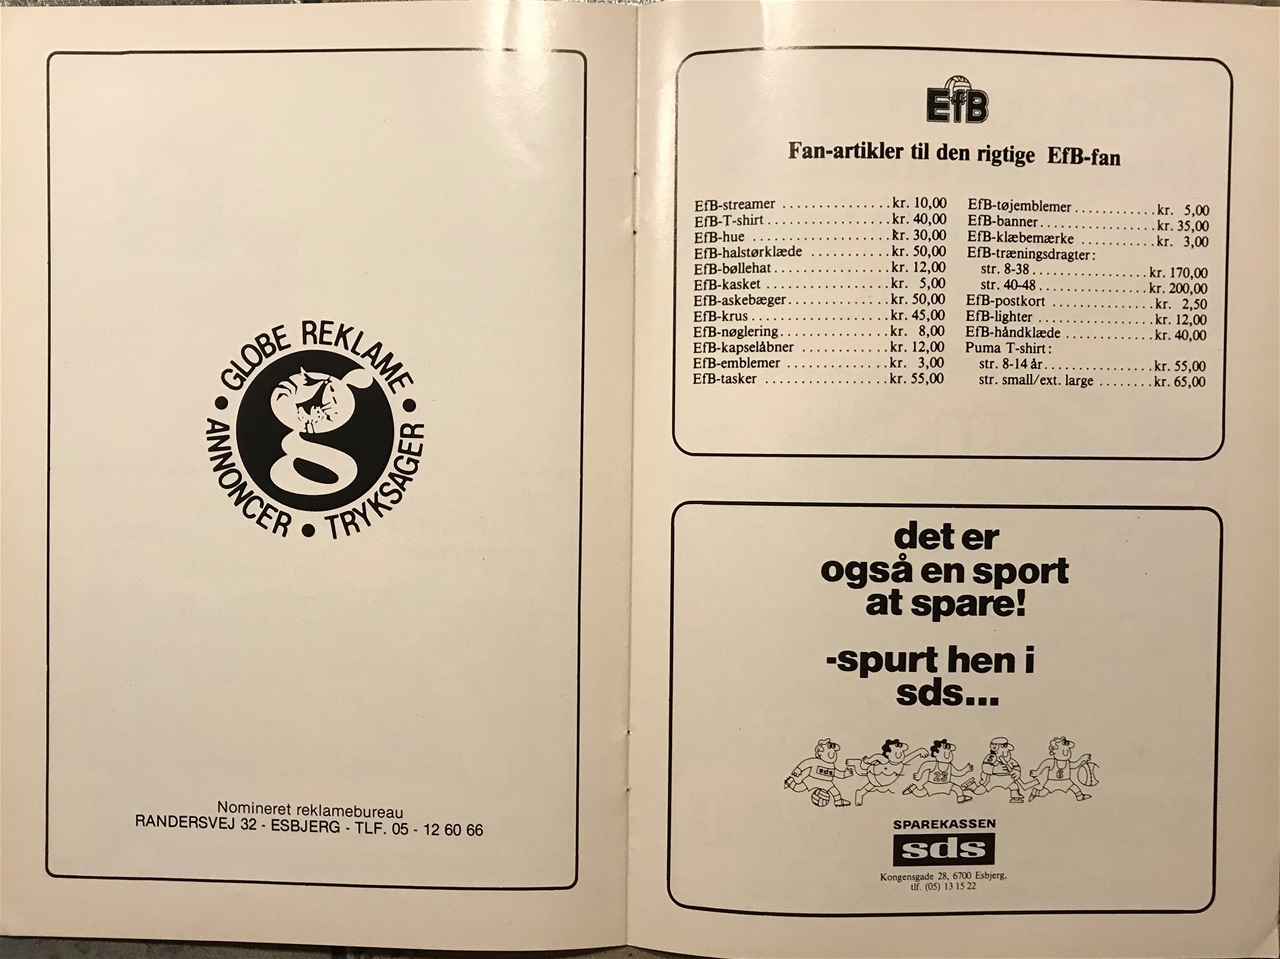 GLOBE REKLAME
ANNONCER • TRYKSAGER
g
Nomineret reklamebureau
RANDERSVEJ 32 - ESBJERG - TLF. 05 - 12 60 66
EfB
Fan-artikler til den rigtige EfB-fan
EfB-streamer ............... kr. 10,00
EfB-T-shirt ................. kr. 40,00
EfB-hue ................... kr. 30,00
EfB-halstørklæde ........... kr. 50,00
EfB-bøllehat ................ kr. 12,00
EfB-kasket .................. kr. 5,00
EfB-askebæger .............. kr. 50,00
EfB-krus .................... kr. 45,00
EfB-nøglering ............... kr. 8,00
EfB-kapselåbner ............ kr. 12,00
EfB-emblemer ............... kr. 3,00
EfB-tasker .................. kr. 55,00
EfB-tøjemblemer ............ kr. 5,00
EfB-banner ................. kr. 35,00
EfB-klæbemærke ........... kr. 3,00
EfB-træningsdragter:
str. 8-38 ................. kr. 170,00
str. 40-48 ................ kr. 200,00
EfB-postkort ............... kr. 2,50
EfB-lighter ................. kr. 12,00
EfB-håndklæde ............. kr. 40,00
Puma T-shirt:
str. 8-14 år ................ kr. 55,00
str. small/ext. large ........ kr. 65,00
det er
også en sport
at spare!
-spurt hen i
sds...
sds
23
6
SPAREKASSEN
sds
Kongensgade 28, 6700 Esbjerg,
tlf. (05) 13 15 22